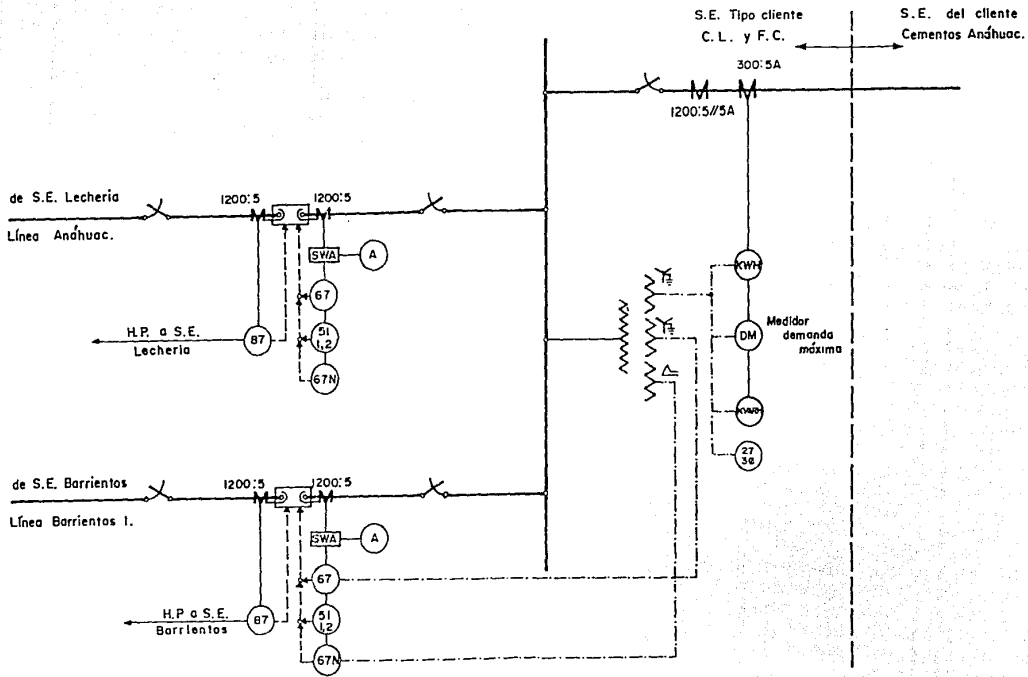 S.E. Tipo cliente
C.L. y F.C.
S.E. del cliente
Cementos Anáhuac.
300:5A
1200:5//5A
de S.E. Lechería
Línea Anáhuac.
1200:5
1200:5
SWA
A
67
51
1,2
67N
87
H.P. a S.E.
Lechería
KWH
DM
Medidor
demanda
máxima
KVARH
27
3Ø
de S.E. Barrientos
Línea Barrientos 1.
1200:5
1200:5
SWA
A
67
51
1,2
67N
87
H.P. a S.E.
Barrientos